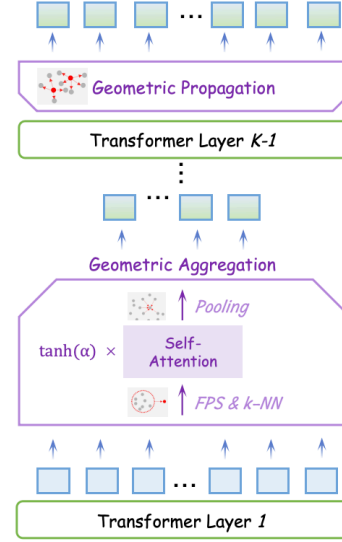 ...
Geometric Propagation
Transformer Layer K-1
...
Geometric Aggregation
Pooling
tanh(α) × Self-
Attention
FPS & k-NN
...
Transformer Layer 1